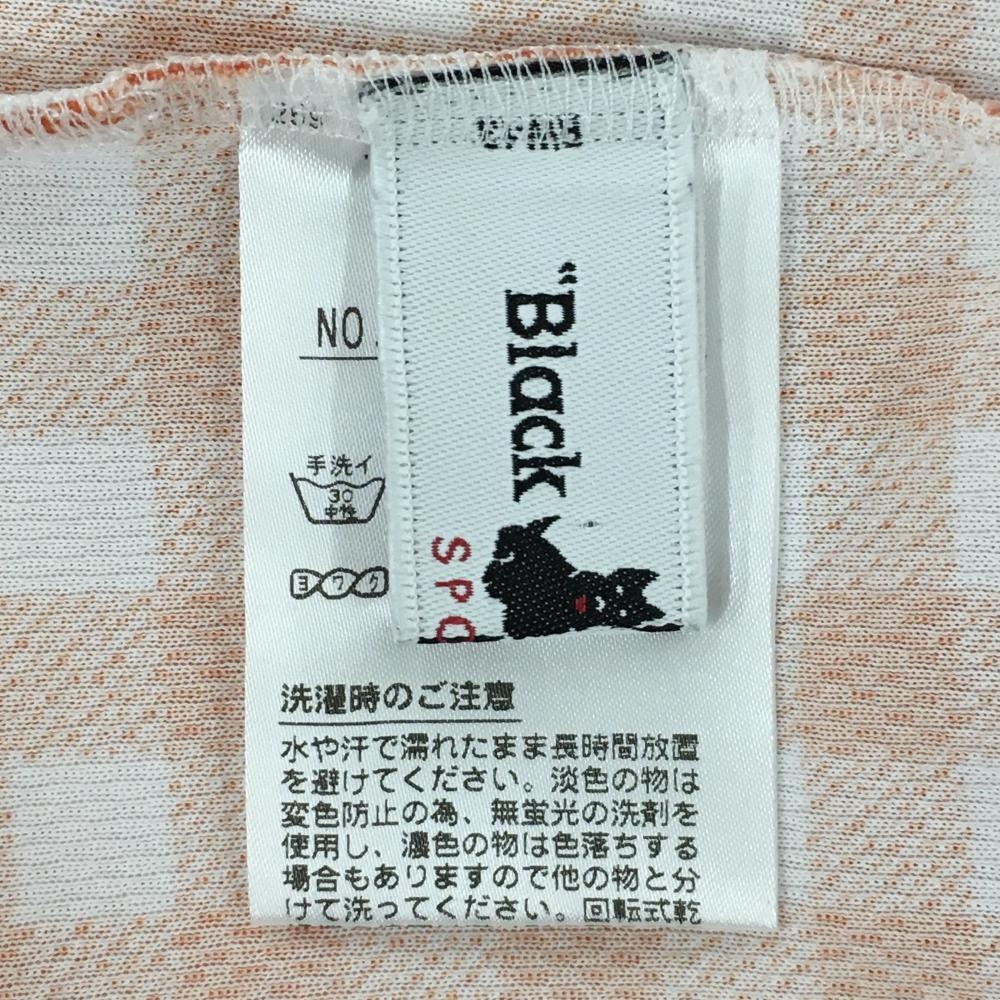 "Black
SPO
NO.
手洗イ
30
中性
ヨワク
洗濯時のご注意
水や汗で濡れたまま長時間放置
を避けてください。淡色の物は
変色防止の為、無蛍光の洗剤を
使用し、濃色の物は色落ちする
場合もありますので他の物と分
けて洗ってください。回転式乾